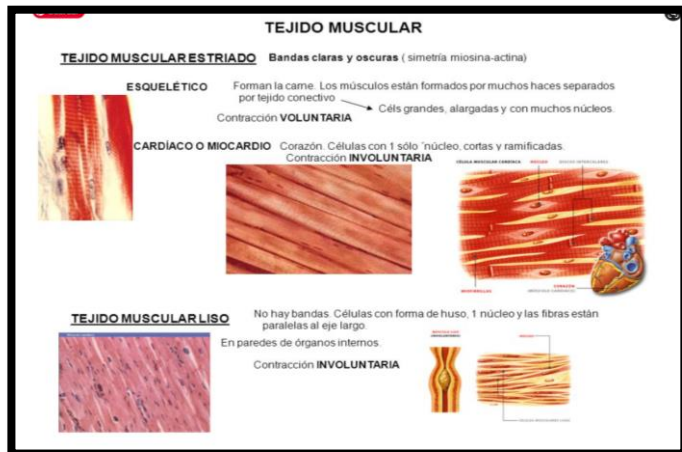 TEJIDO MUSCULAR
TEJIDO MUSCULAR ESTRIADO Bandas claras y oscuras ( simetría miosina-actina)
ESQUELÉTICO Forman la carne. Los músculos están formados por muchos haces separados
por tejido conectivo
Céls grandes, alargadas y con muchos núcleos.
Contracción VOLUNTARIA
CARDÍACO O MIOCARDIO Corazón. Células con 1 sólo ´núcleo, cortas y ramificadas.
Contracción INVOLUNTARIA
CÉLULA MUSCULAR CARDIACA NÚCLEO DISCOS INTERCALARES
MIOFIBRILLAS
CORAZÓN
TEJIDO MUSCULAR LISO No hay bandas. Células con forma de huso, 1 núcleo y las fibras están
paralelas al eje largo.
En paredes de órganos internos.
Contracción INVOLUNTARIA